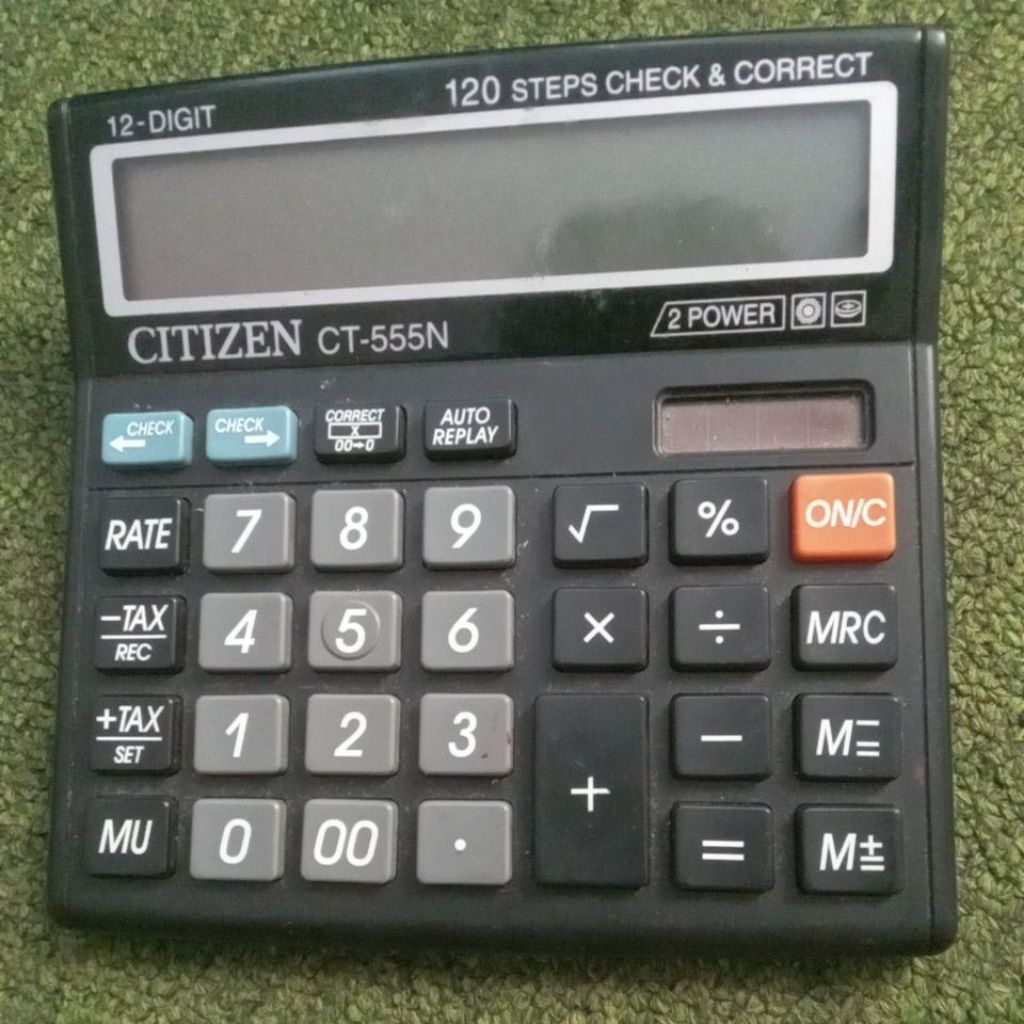 12-DIGIT
120 STEPS CHECK & CORRECT
CITIZEN CT-555N
2 POWER
CHECK CHECK CORRECT X 00→0 AUTO REPLAY
RATE 7 8 9 √ % ON/C
−TAX REC 4 5 6 × ÷ MRC
+TAX SET 1 2 3 + − M=
MU 0 00 . = M±